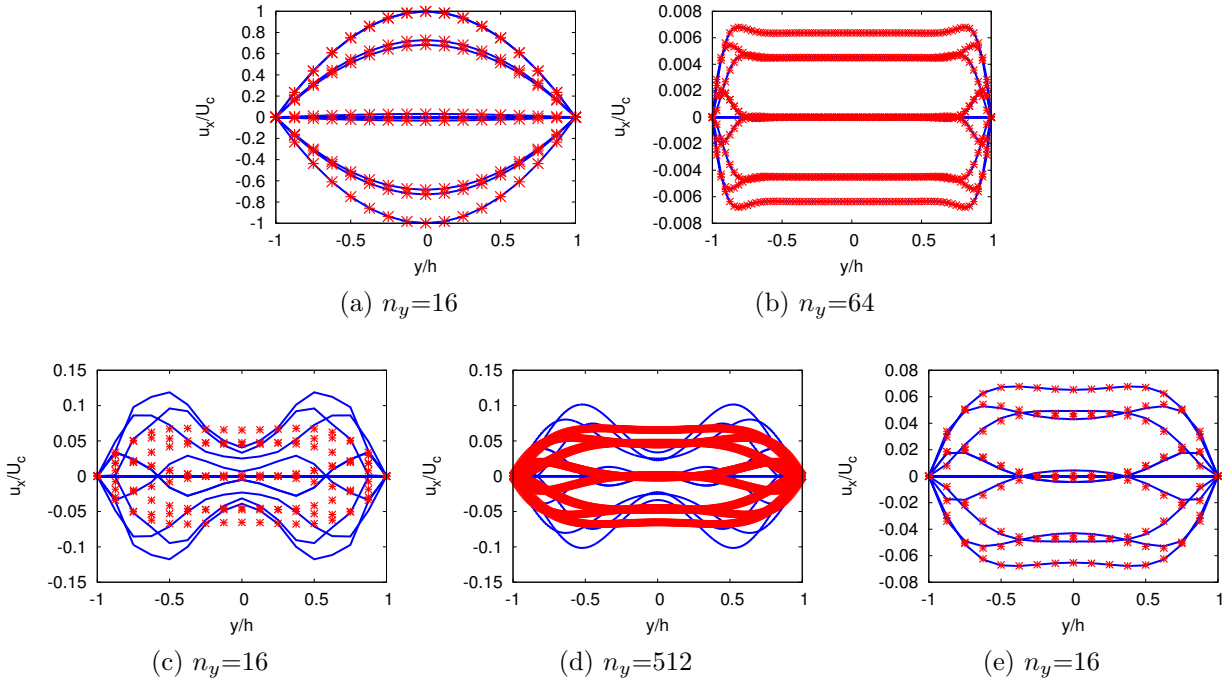 u_x/U_c
1
0.8
0.6
0.4
0.2
0
-0.2
-0.4
-0.6
-0.8
-1
-1 -0.5 0 0.5 1
y/h
(a) n_y=16
u_x/U_c
0.008
0.006
0.004
0.002
0
-0.002
-0.004
-0.006
-0.008
-1 -0.5 0 0.5 1
y/h
(b) n_y=64
u_x/U_c
0.15
0.1
0.05
0
-0.05
-0.1
-0.15
-1 -0.5 0 0.5 1
y/h
(c) n_y=16
u_x/U_c
0.15
0.1
0.05
0
-0.05
-0.1
-0.15
-1 -0.5 0 0.5 1
y/h
(d) n_y=512
u_x/U_c
0.08
0.06
0.04
0.02
0
-0.02
-0.04
-0.06
-0.08
-1 -0.5 0 0.5 1
y/h
(e) n_y=16